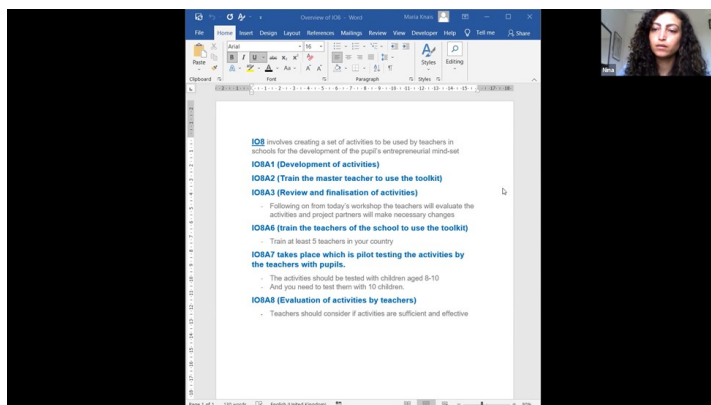 Overview of IO8 - Word
Maria Knais
File Home Insert Design Layout References Mailings Review View Developer Help Tell me Share
Arial 16
Paste
B I U abc x₂ x²
Aa
Styles
Editing
Clipboard Font Paragraph Styles
IO8 involves creating a set of activities to be used by teachers in
schools for the development of the pupil's entrepreneurial mind-set
IO8A1 (Development of activities)
IO8A2 (Train the master teacher to use the toolkit)
IO8A3 (Review and finalisation of activities)
- Following on from today's workshop the teachers will evaluate the
activities and project partners will make necessary changes
IO8A6 (train the teachers of the school to use the toolkit)
- Train at least 5 teachers in your country
IO8A7 takes place which is pilot testing the activities by
the teachers with pupils.
- The activities should be tested with children aged 8-10
- And you need to test them with 10 children.
IO8A8 (Evaluation of activities by teachers)
- Teachers should consider if activities are sufficient and effective
Page 1 of 1 words English (United Kingdom)
Nina